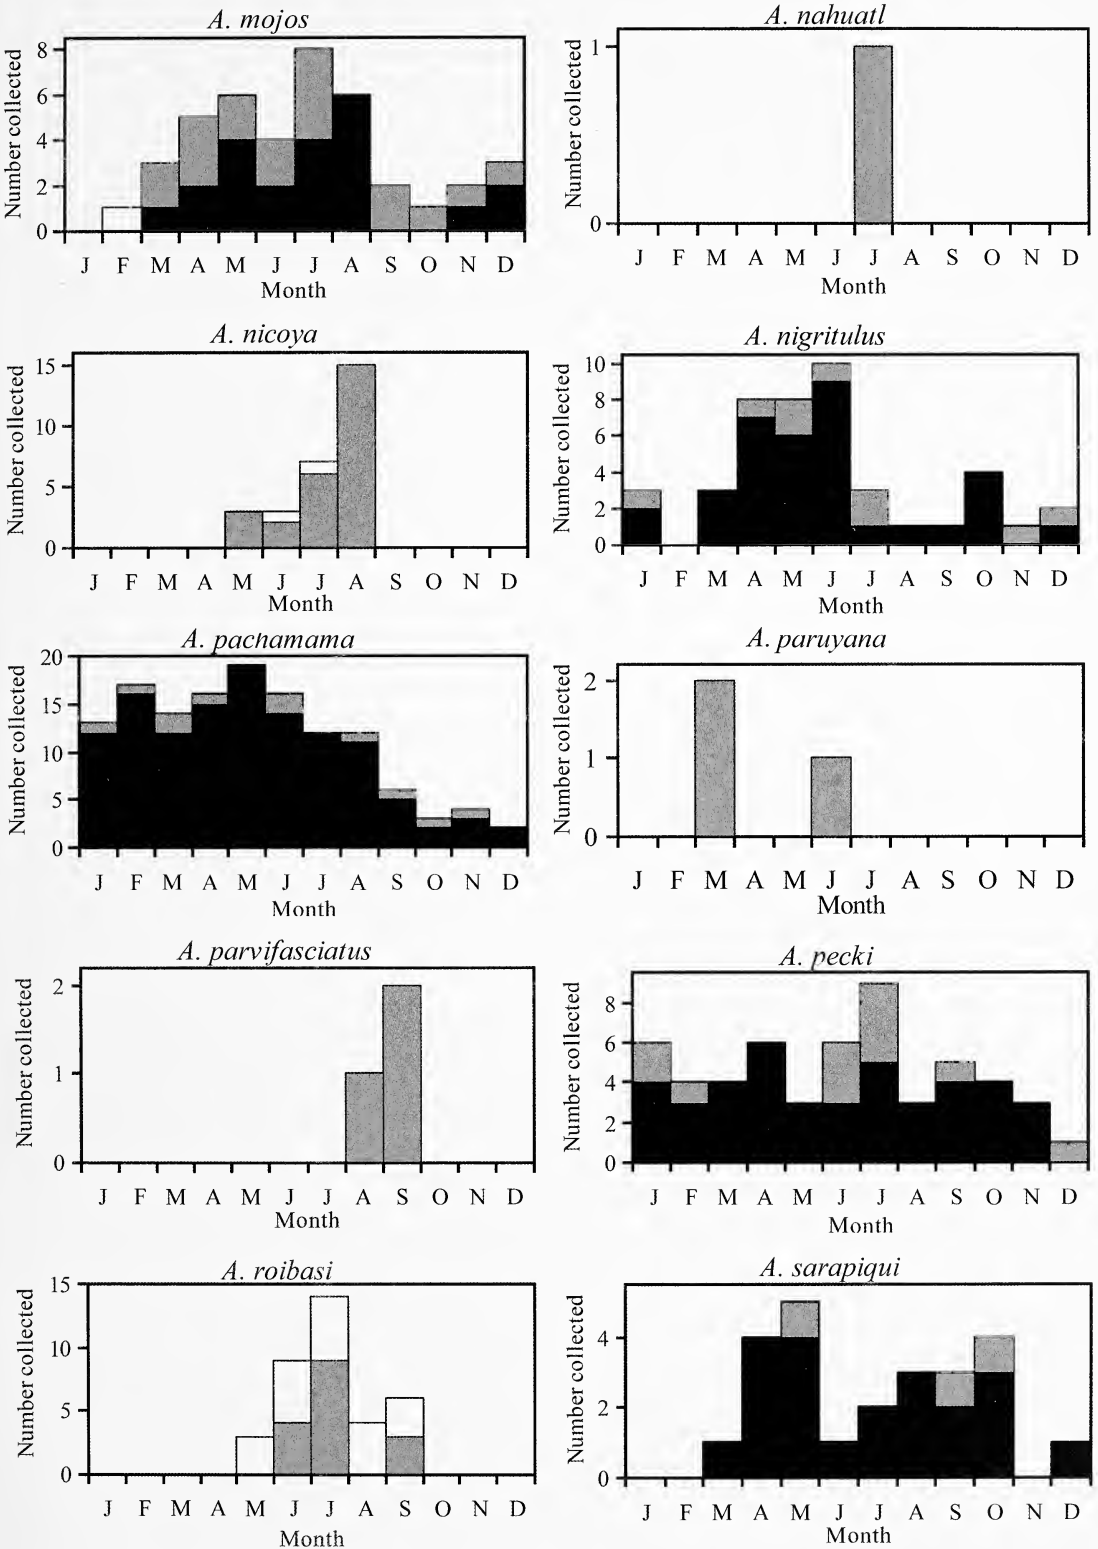 A. mojos
Number collected
8
6
4
2
0
J F M A M J J A S O N D
Month
A. nahuatl
Number collected
1
0
J F M A M J J A S O N D
Month
A. nicoya
Number collected
15
10
5
0
J F M A M J J A S O N D
Month
A. nigritulus
Number collected
10
8
6
4
2
0
J F M A M J J A S O N D
Month
A. pachamama
Number collected
20
15
10
5
0
J F M A M J J A S O N D
Month
A. paruyana
Number collected
2
1
0
J F M A M J J A S O N D
Month
A. parvifasciatus
Number collected
2
1
0
J F M A M J J A S O N D
Month
A. pecki
Number collected
8
6
4
2
0
J F M A M J J A S O N D
Month
A. roibasi
Number collected
15
10
5
0
J F M A M J J A S O N D
Month
A. sarapiqui
Number collected
4
2
0
J F M A M J J A S O N D
Month